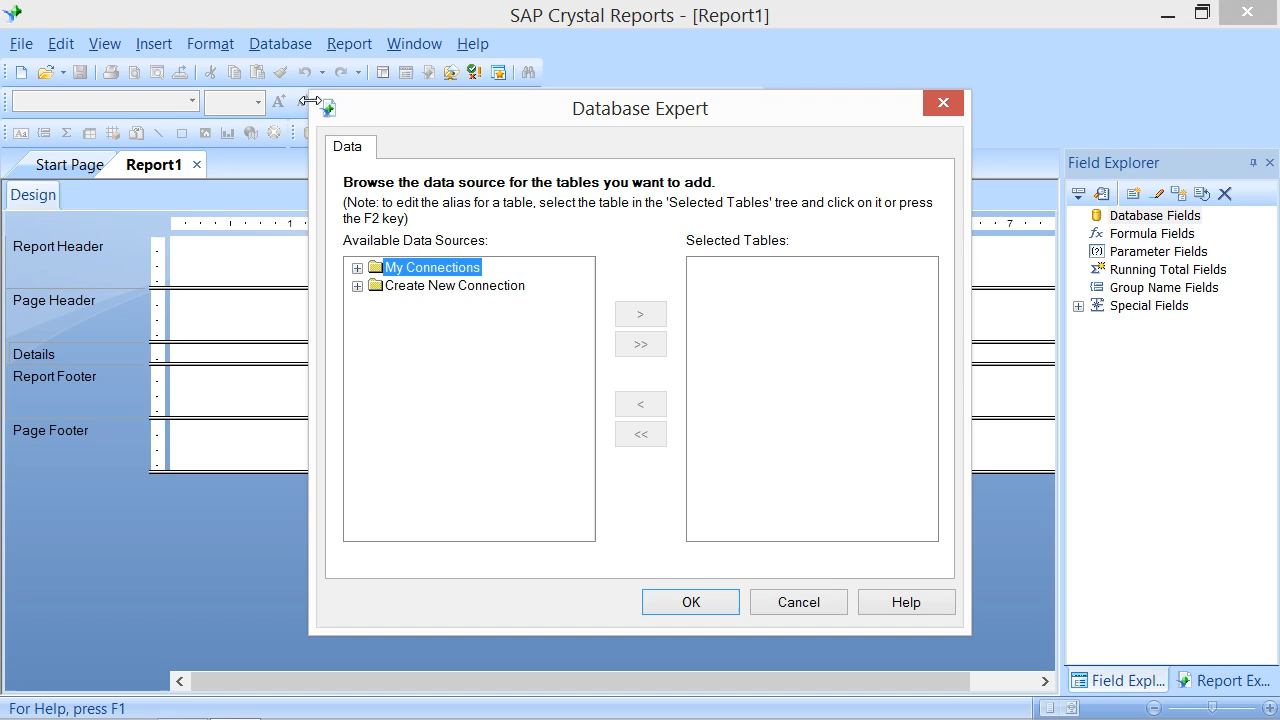 SAP Crystal Reports - [Report1]
File Edit View Insert Format Database Report Window Help
Database Expert
Start Page Report1
Design
Data
Browse the data source for the tables you want to add.
(Note: to edit the alias for a table, select the table in the 'Selected Tables' tree and click on it or press
the F2 key)
Available Data Sources:
Selected Tables:
My Connections
Create New Connection
>
>>
<
<<
OK
Cancel
Help
1
7
Report Header
Page Header
Details
Report Footer
Page Footer
Field Explorer
Database Fields
Formula Fields
Parameter Fields
Running Total Fields
Group Name Fields
Special Fields
Field Expl...
Report Ex...
For Help, press F1